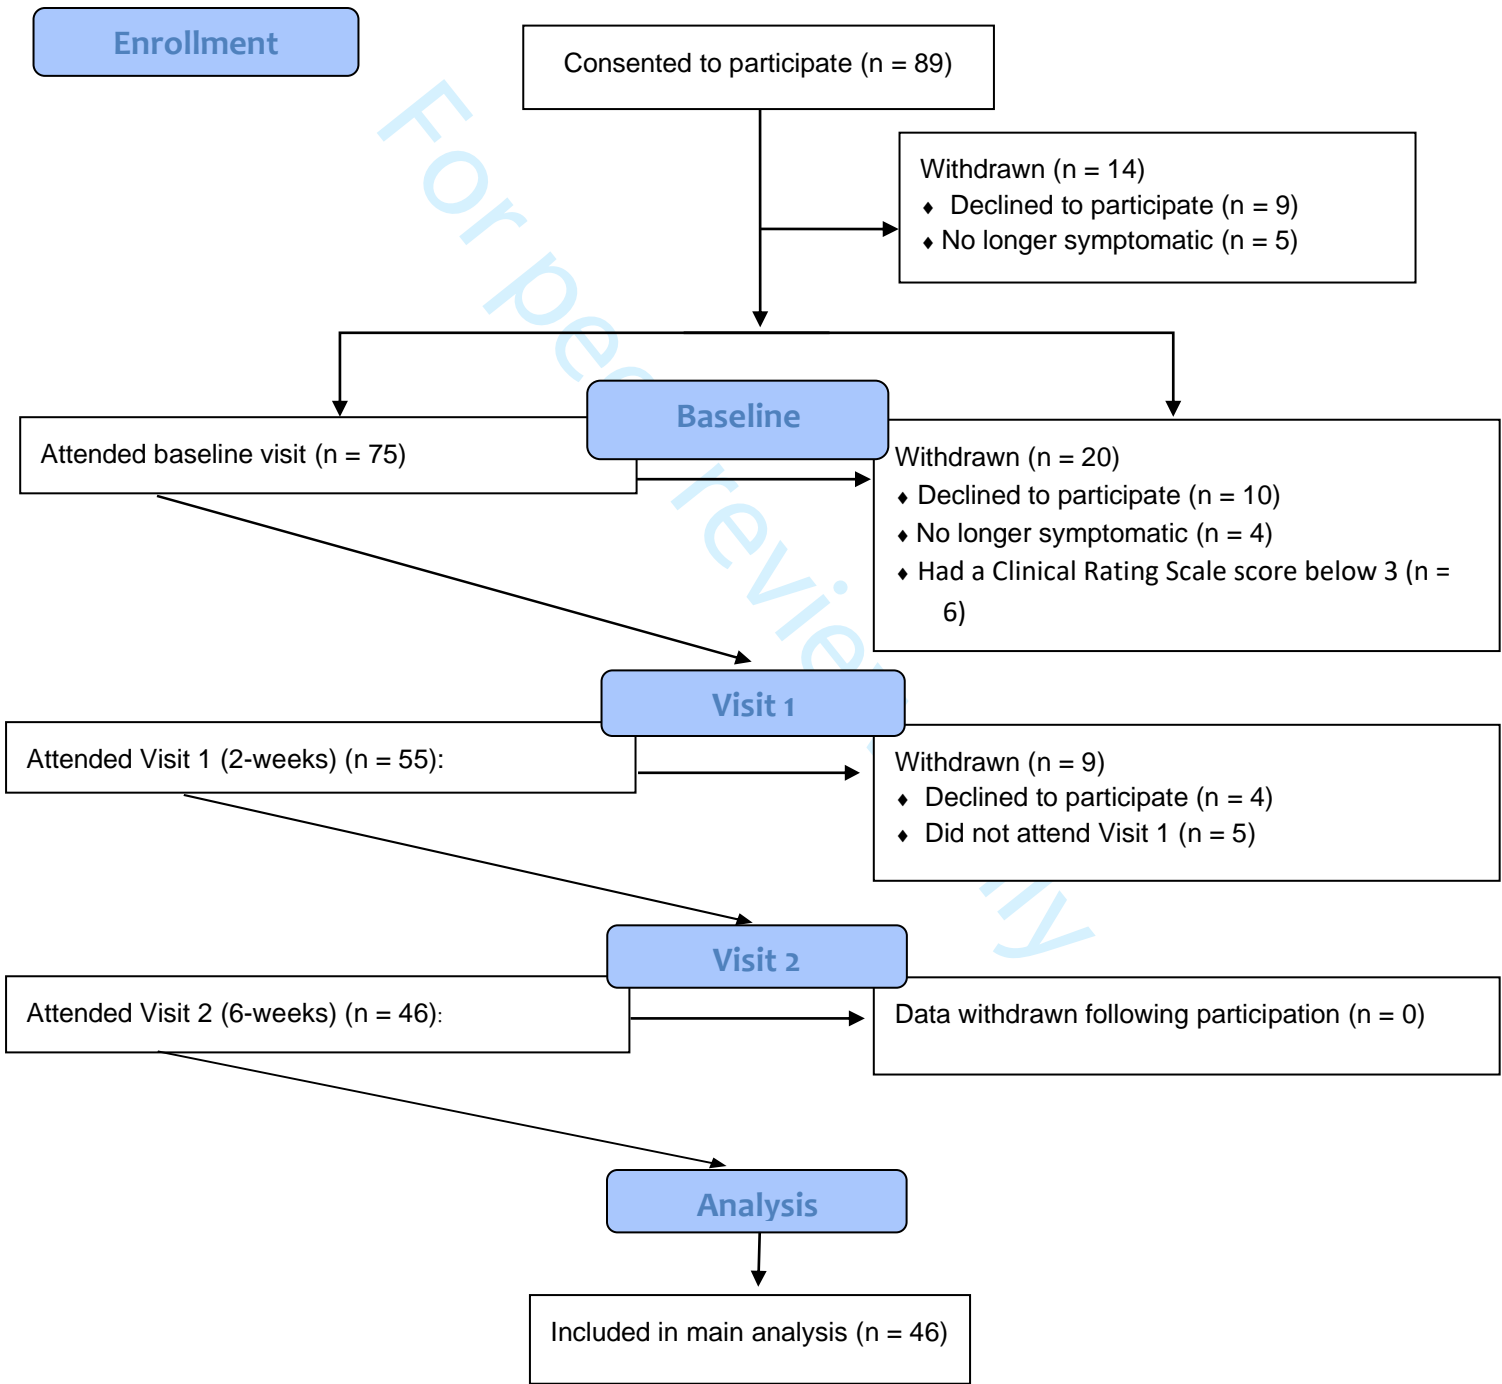 Enrollment
Consented to participate (n = 89)
Withdrawn (n = 14)
♦ Declined to participate (n = 9)
♦ No longer symptomatic (n = 5)
Baseline
Attended baseline visit (n = 75)
Withdrawn (n = 20)
♦ Declined to participate (n = 10)
♦ No longer symptomatic (n = 4)
♦ Had a Clinical Rating Scale score below 3 (n =
6)
Visit 1
Attended Visit 1 (2-weeks) (n = 55):
Withdrawn (n = 9)
♦ Declined to participate (n = 4)
♦ Did not attend Visit 1 (n = 5)
Visit 2
Attended Visit 2 (6-weeks) (n = 46):
Data withdrawn following participation (n = 0)
Analysis
Included in main analysis (n = 46)
For peer review only